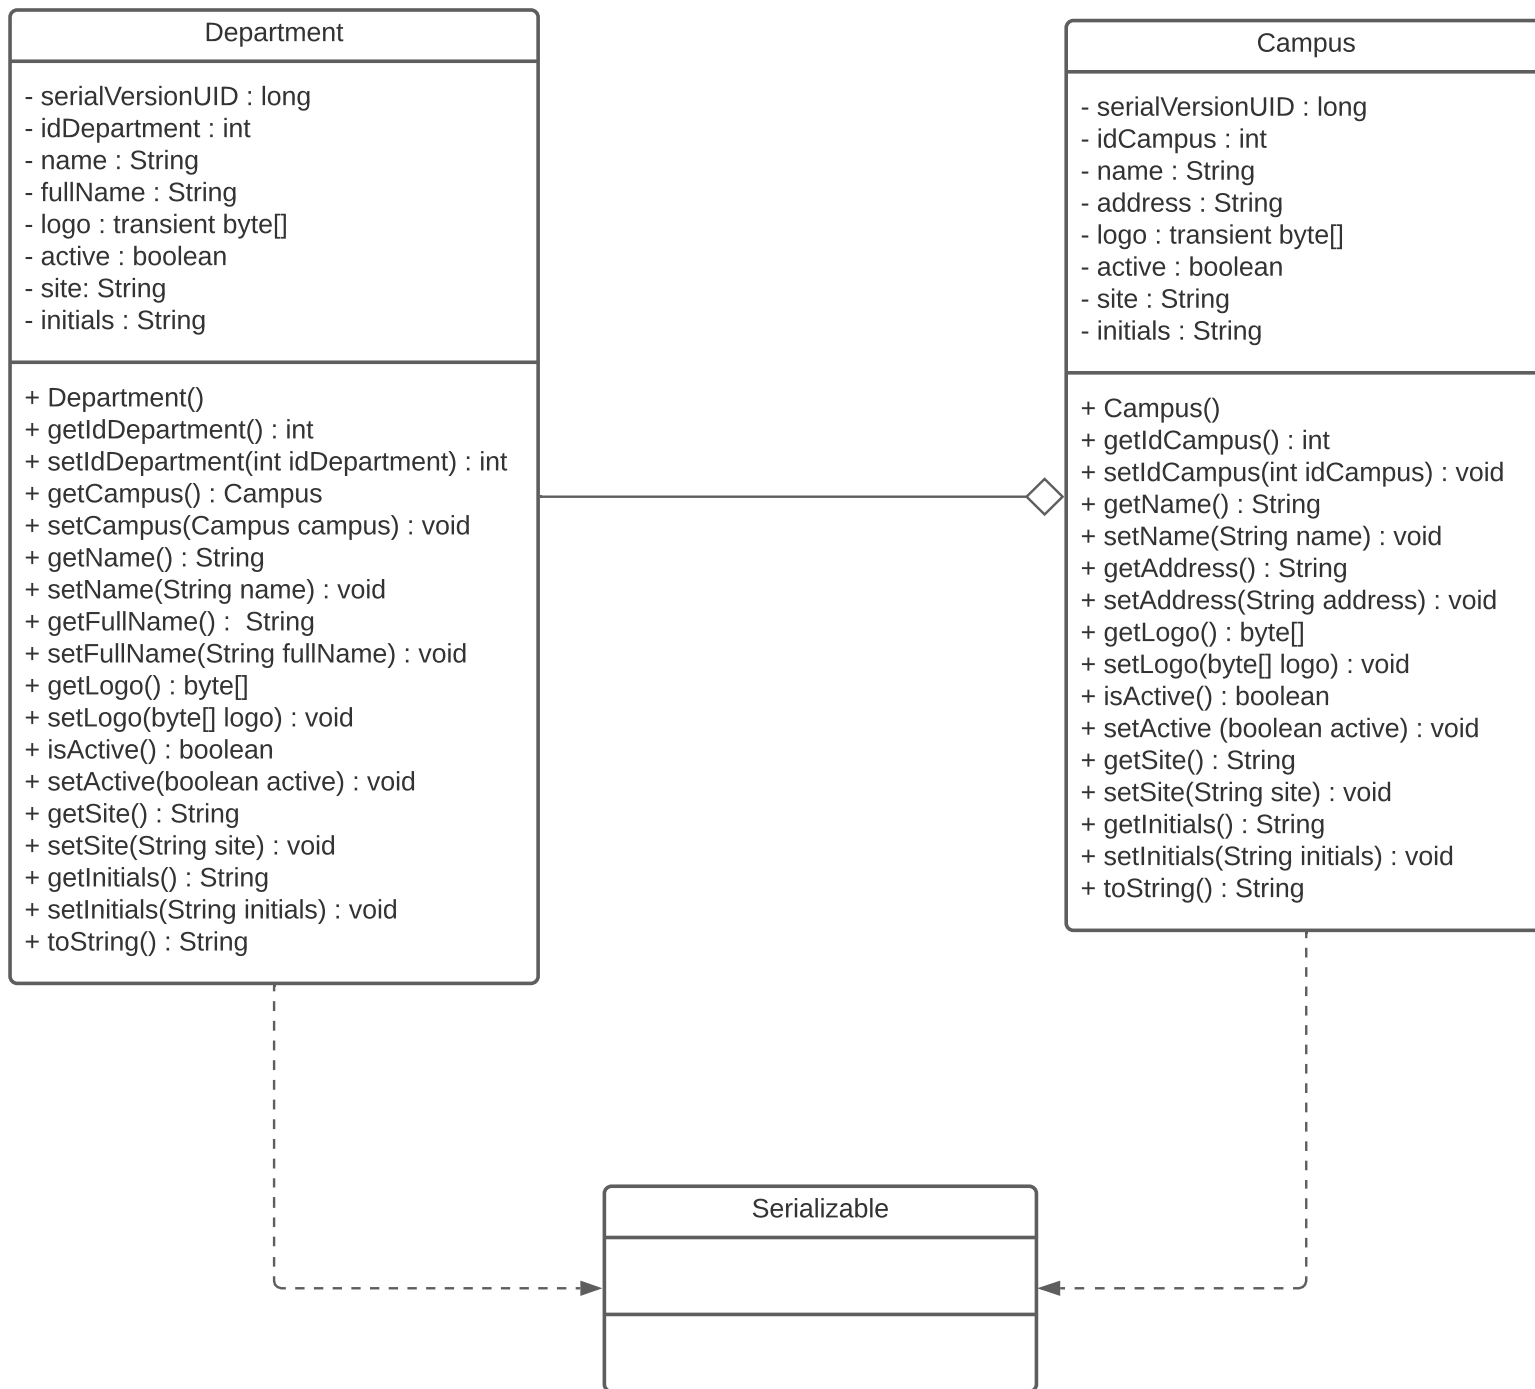 Department
- serialVersionUID : long
- idDepartment : int
- name : String
- fullName : String
- logo : transient byte[]
- active : boolean
- site: String
- initials : String
+ Department()
+ getIdDepartment() : int
+ setIdDepartment(int idDepartment) : int
+ getCampus() : Campus
+ setCampus(Campus campus) : void
+ getName() : String
+ setName(String name) : void
+ getFullName() :  String
+ setFullName(String fullName) : void
+ getLogo() : byte[]
+ setLogo(byte[] logo) : void
+ isActive() : boolean
+ setActive(boolean active) : void
+ getSite() : String
+ setSite(String site) : void
+ getInitials() : String
+ setInitials(String initials) : void
+ toString() : String
Campus
- serialVersionUID : long
- idCampus : int
- name : String
- address : String
- logo : transient byte[]
- active : boolean
- site : String
- initials : String
+ Campus()
+ getIdCampus() : int
+ setIdCampus(int idCampus) : void
+ getName() : String
+ setName(String name) : void
+ getAddress() : String
+ setAddress(String address) : void
+ getLogo() : byte[]
+ setLogo(byte[] logo) : void
+ isActive() : boolean
+ setActive (boolean active) : void
+ getSite() : String
+ setSite(String site) : void
+ getInitials() : String
+ setInitials(String initials) : void
+ toString() : String
Serializable